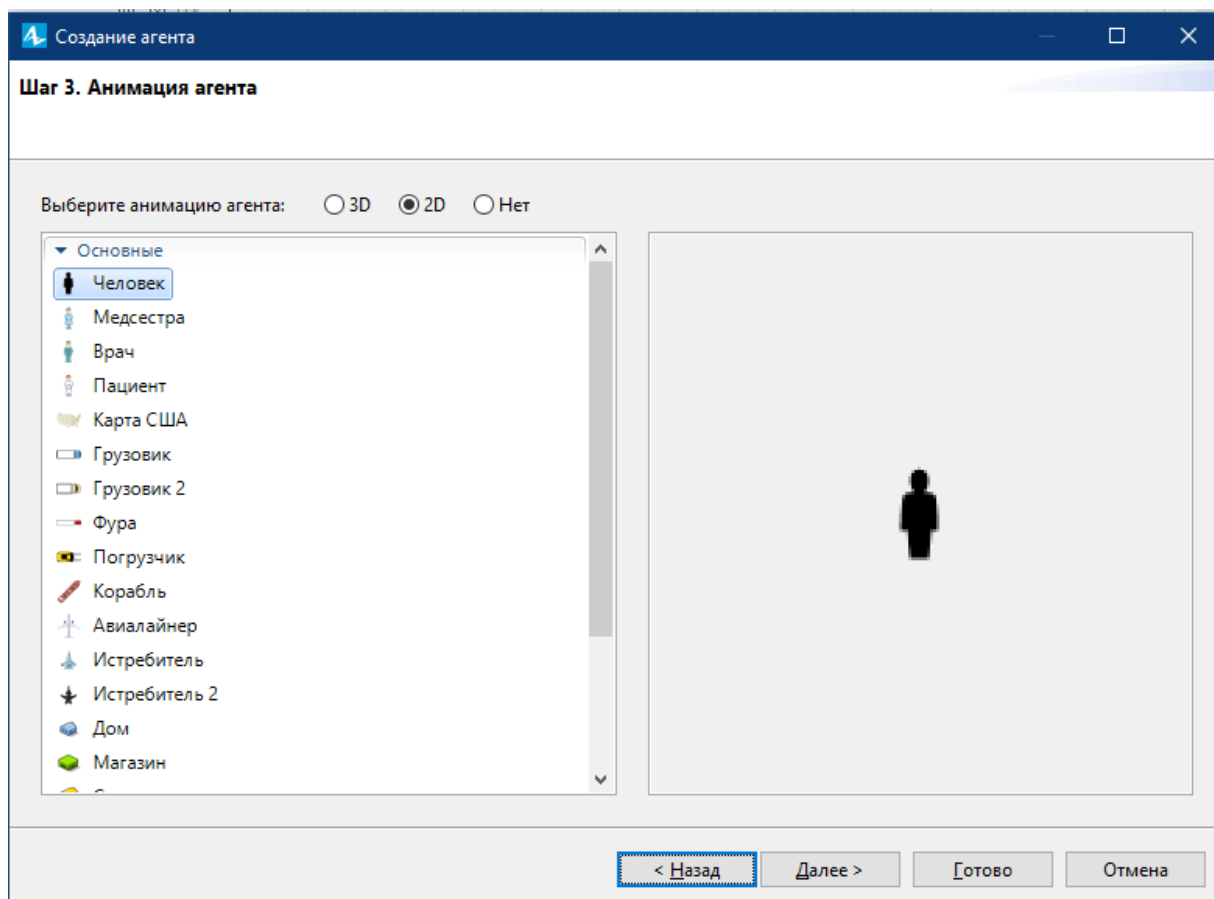 Создание агента
Шаг 3. Анимация агента
Выберите анимацию агента: 3D 2D Нет
Основные
Человек
Медсестра
Врач
Пациент
Карта США
Грузовик
Грузовик 2
Фура
Погрузчик
Корабль
Авиалайнер
Истребитель
Истребитель 2
Дом
Магазин
< Назад Далее > Готово Отмена